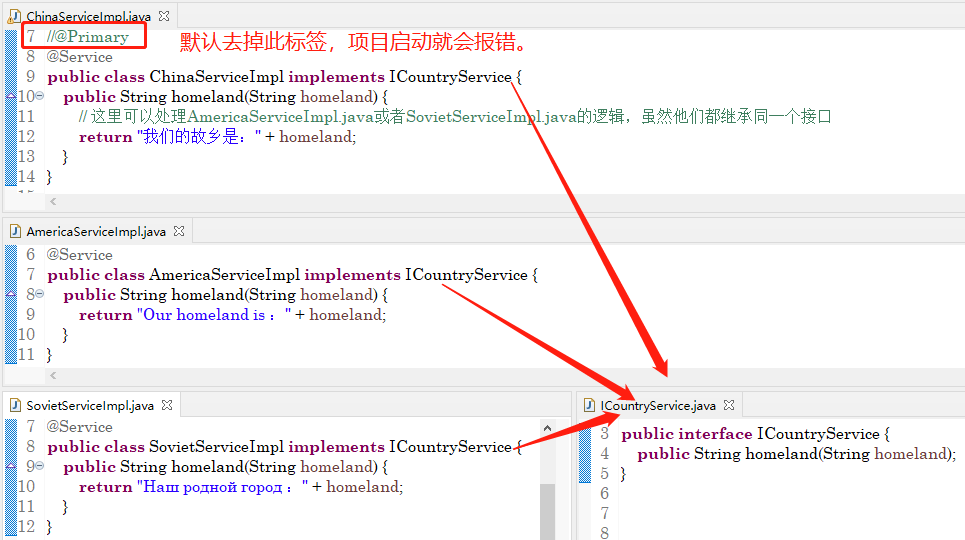 ChinaServiceImpl.java
7 //@Primary 默认去掉此标签，项目启动就会报错。
8 @Service
9 public class ChinaServiceImpl implements ICountryService {
10 public String homeland(String homeland) {
11 // 这里可以处理AmericaServiceImpl.java或者SovietServiceImpl.java的逻辑，虽然他们都继承同一个接口
12 return "我们的故乡是：" + homeland;
13 }
14 }
AmericaServiceImpl.java
6 @Service
7 public class AmericaServiceImpl implements ICountryService {
8 public String homeland(String homeland) {
9 return "Our homeland is：" + homeland;
10 }
11 }
SovietServiceImpl.java
7 @Service
8 public class SovietServiceImpl implements ICountryService {
9 public String homeland(String homeland) {
10 return "Наш родной город：" + homeland;
11 }
12 }
ICountryService.java
3 public interface ICountryService {
4 public String homeland(String homeland);
5 }
6
7
8